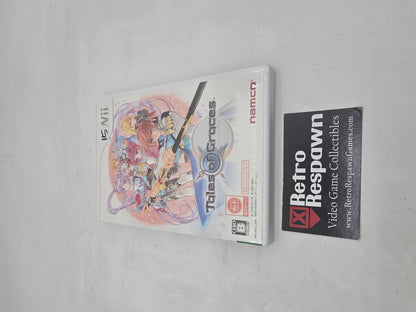 Wii
Tales of Graces
namco
B
Retro
Respawn
Video Game Collectibles
www.RetroRespawnGames.com